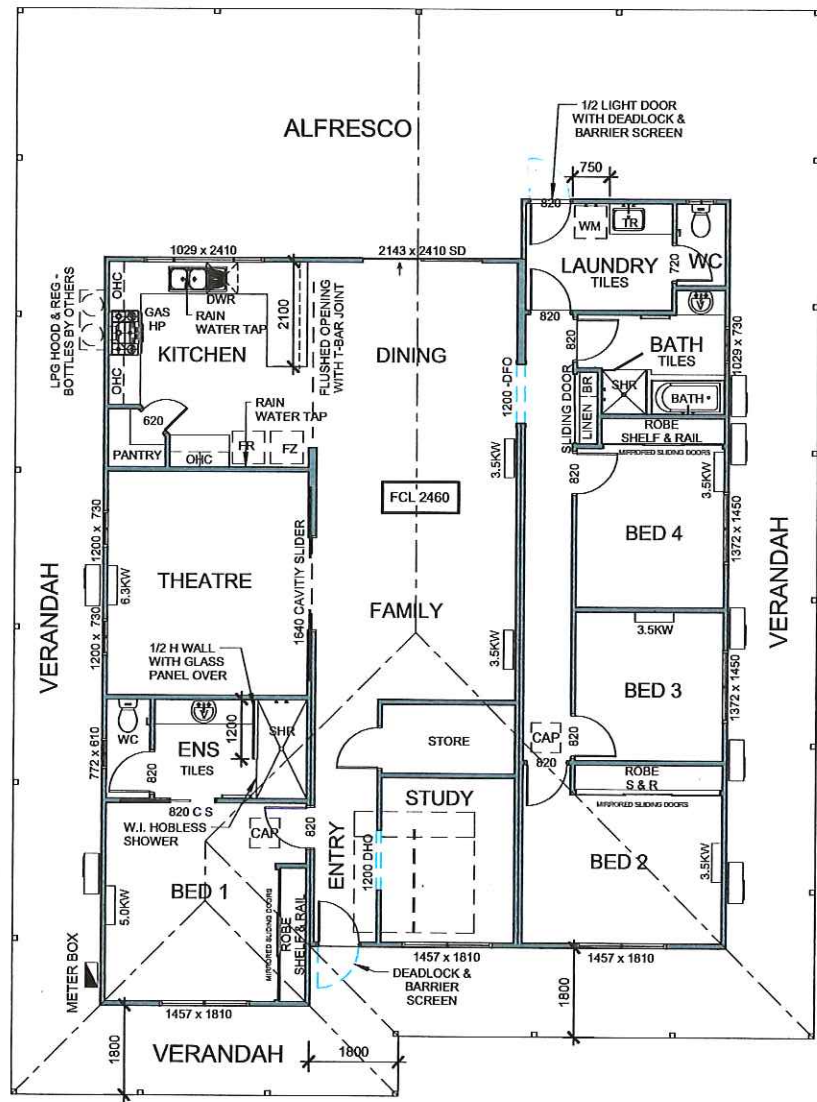 ALFRESCO
1/2 LIGHT DOOR
WITH DEADLOCK &
BARRIER SCREEN
750
820
WM
TR
LAUNDRY
TILES
720
WC
820
1029 x 2410
2143 x 2410 SD
LPG HOOD & REG -
BOTTLES BY OTHERS
OHC
GAS
HP
OHC
DWR
RAIN
WATER TAP
2100
KITCHEN
FLUSHED OPENING
WITH T-BAR JOINT
DINING
1200 -DFO
820
BATH
TILES
1029 x 730
SHR
BATH
SLIDING DOOR
LINEN
BR
620
PANTRY
RAIN
WATER TAP
OHC
FR
FZ
ROBE
SHELF & RAIL
MIRRORED SLIDING DOORS
820
3.5KW
3.5KW
FCL 2460
BED 4
1372 x 1450
VERANDAH
1200 x 730
THEATRE
6.3KW
1200 x 730
1640 CAVITIY SLIDER
VERANDAH
FAMILY
3.5KW
3.5KW
BED 3
1372 x 1450
1/2 H WALL
WITH GLASS
PANEL OVER
WC
ENS
TILES
1200
SHR
772 x 610
820
STORE
CAP
820
820
ROBE
S & R
MIRRORED SLIDING DOORS
820 C S
W.I. HOBLESS
SHOWER
CAP
820
STUDY
ENTRY
1200 DHO
BED 2
3.5KW
BED 1
5.0KW
MIRRORED SLIDING DOORS
ROBE
SHELF & RAIL
METER BOX
1457 x 1810
1457 x 1810
DEADLOCK &
BARRIER
SCREEN
1457 x 1810
1800
VERANDAH
1800
1800